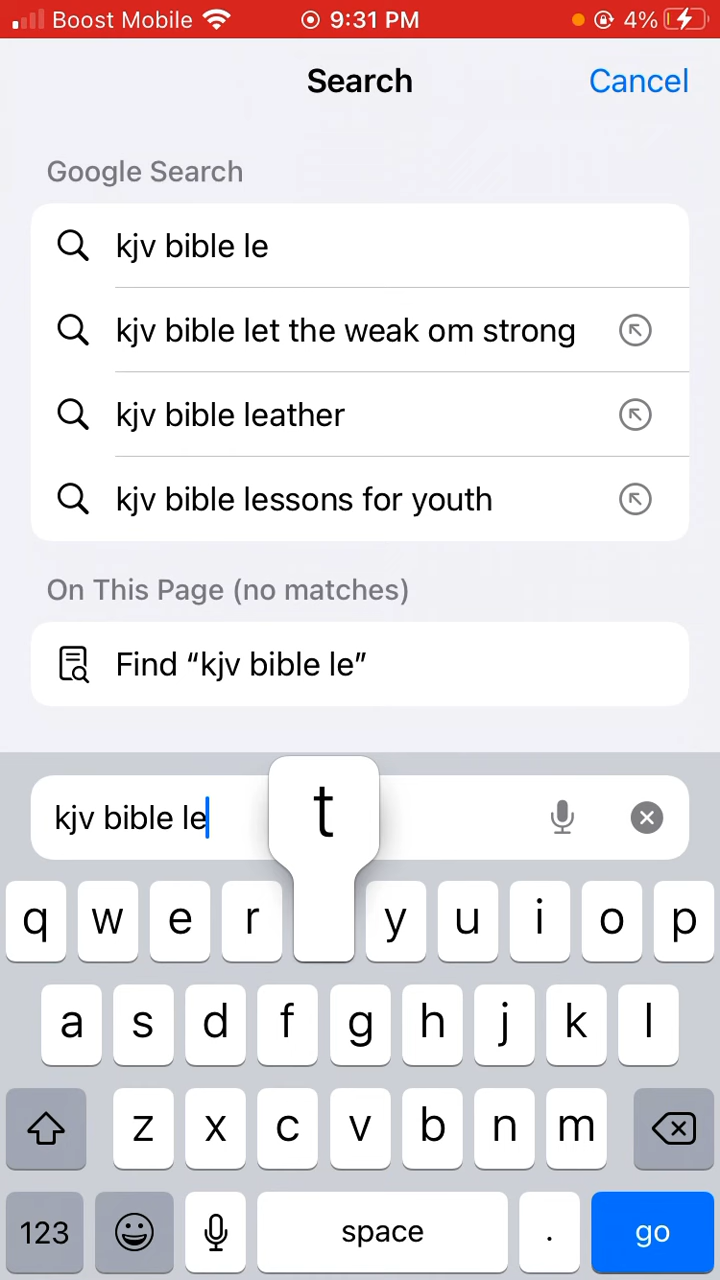 Boost Mobile 9:31 PM 4%
Search Cancel
Google Search
kjv bible le
kjv bible let the weak om strong
kjv bible leather
kjv bible lessons for youth
On This Page (no matches)
Find “kjv bible le”
kjv bible le
t
q w e r y u i o p
a s d f g h j k l
z x c v b n m
123 space . go